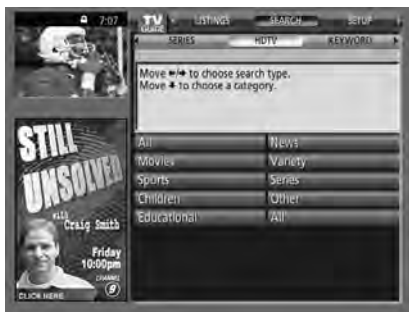 7:07
TV GUIDE LISTINGS SEARCH SETUP
SERIES HDTV KEYWORD
Move ←/→ to choose search type.
Move ↓ to choose a category.
All News
Movies Variety
Sports Series
Children Other
Educational All
STILL
UNSOLVED
with
Craig Smith
Friday
10:00pm
CHANNEL
9
CLICK HERE